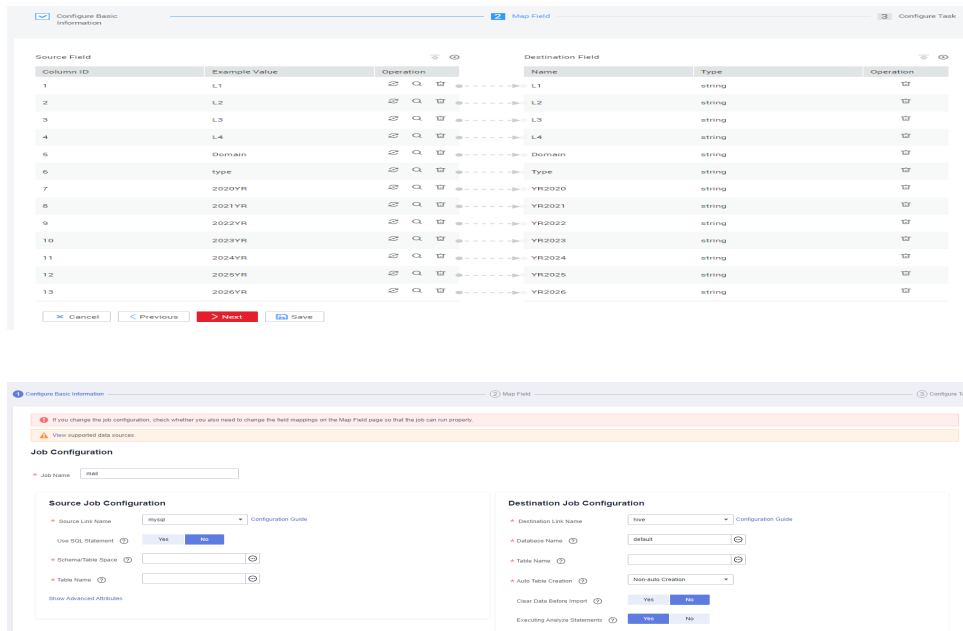 Configure Basic Information
2 Map Field
3 Configure Task
Source Field
Destination Field
Column ID Example Value Operation Name Type Operation
1 L1 L1 string
2 L2 L2 string
3 L3 L3 string
4 L4 L4 string
5 Domain Domain string
6 type Type string
7 2020YR YR2020 string
8 2021YR YR2021 string
9 2022YR YR2022 string
10 2023YR YR2023 string
11 2024YR YR2024 string
12 2025YR YR2025 string
13 2026YR YR2026 string
Cancel Previous Next Save
1 Configure Basic Information
2 Map Field
3 Configure T
If you change the job configuration, check whether you also need to change the field mappings on the Map Field page so that the job can run properly.
View supported data sources.
Job Configuration
* Job Name mail
Source Job Configuration
* Source Link Name mysql Configuration Guide
Use SQL Statement Yes No
* Schema/Table Space
* Table Name
Show Advanced Attributes
Destination Job Configuration
* Destination Link Name hive Configuration Guide
* Database Name default
* Table Name
* Auto Table Creation Non-auto Creation
Clear Data Before Import Yes No
Executing Analyze Statements Yes No